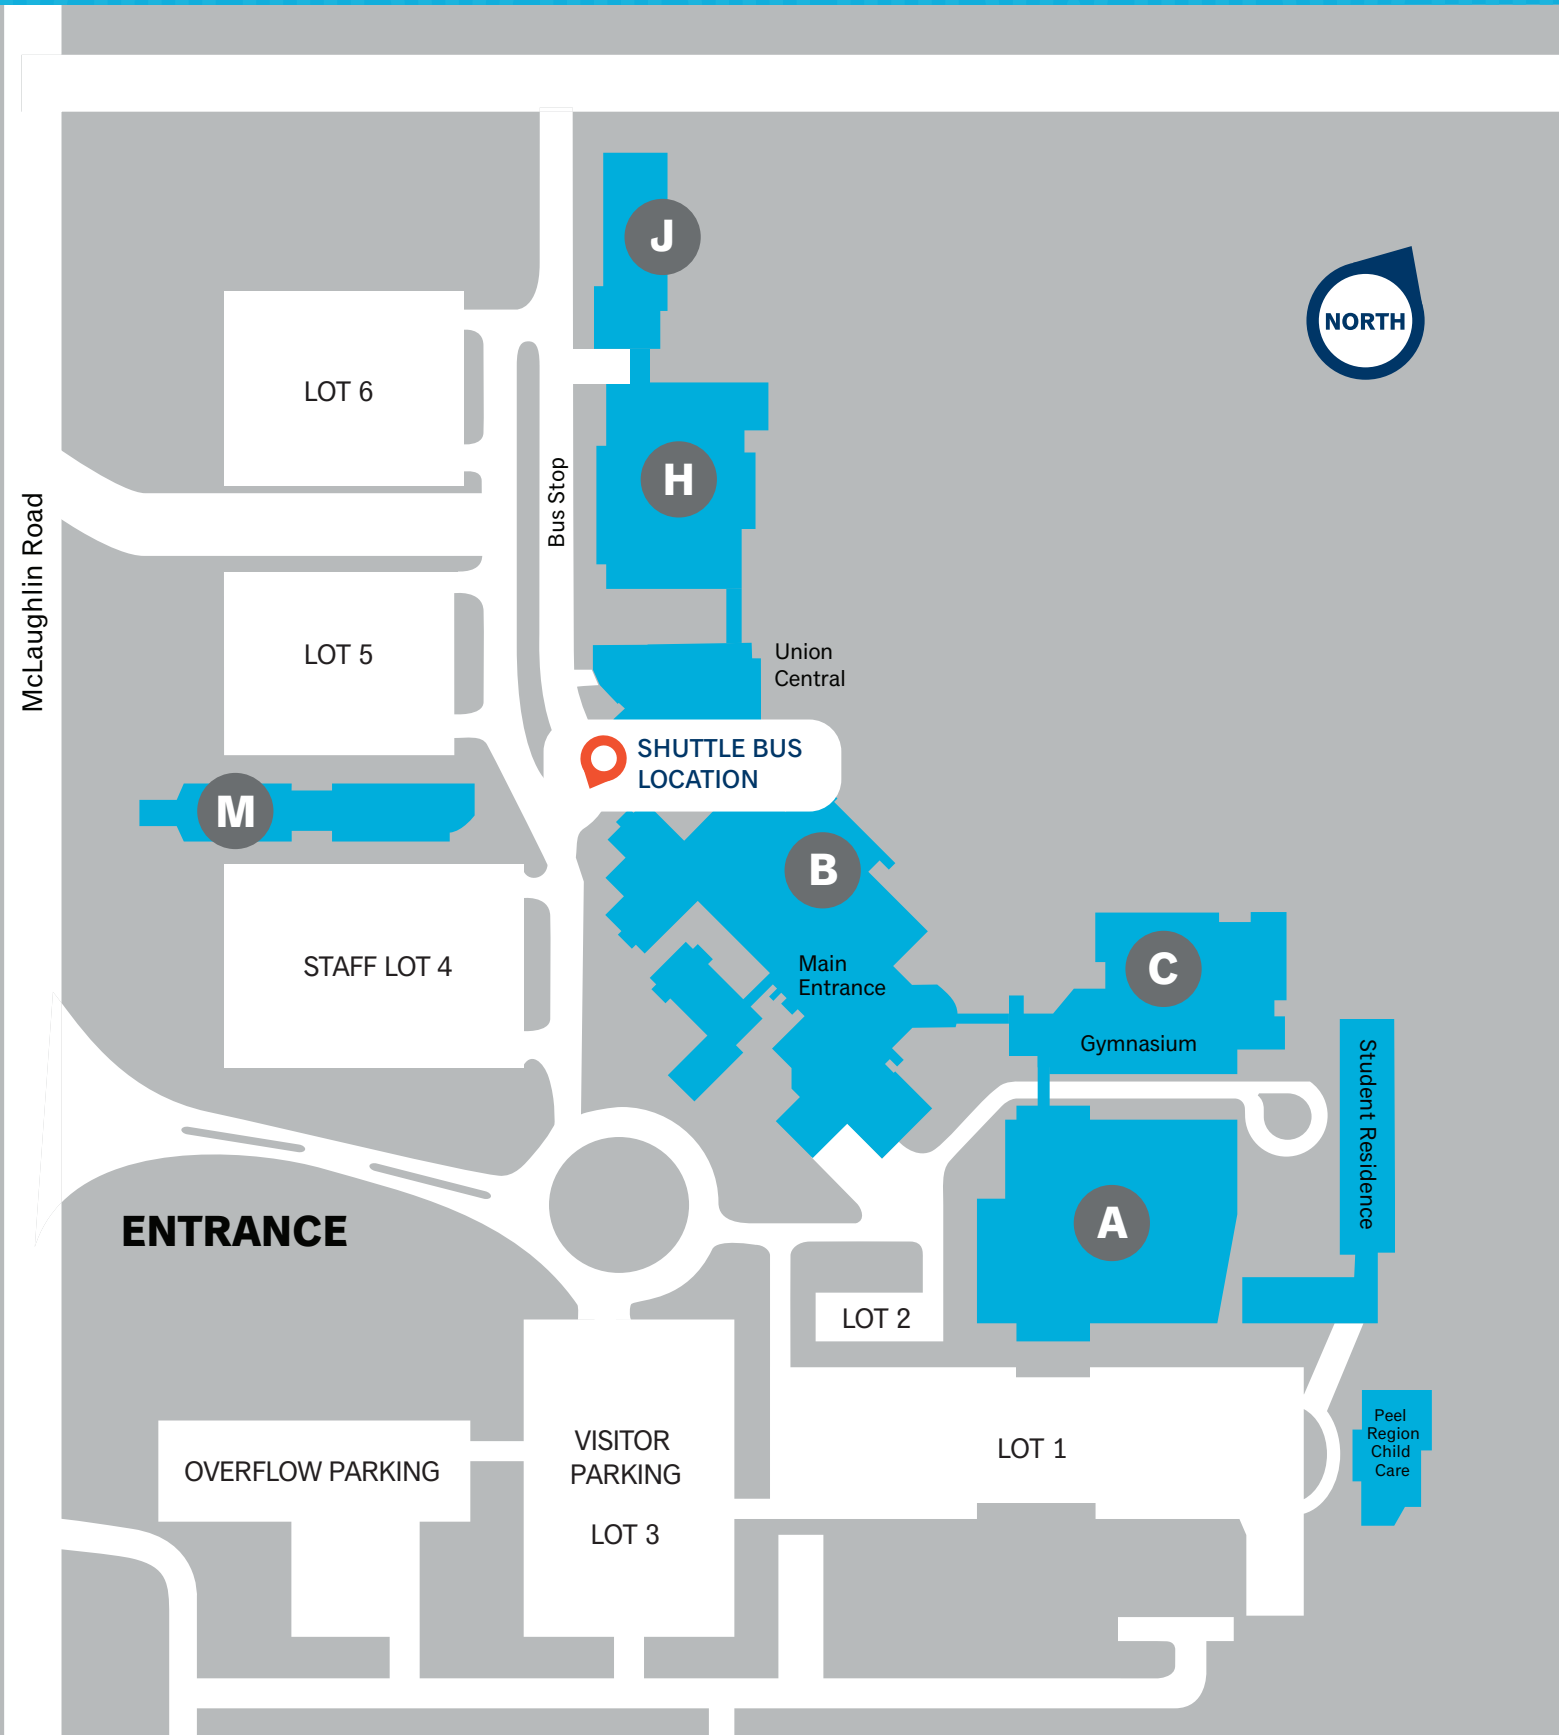 J
NORTH
LOT 6
H
Bus Stop
McLaughlin Road
LOT 5
Union
Central
SHUTTLE BUS
LOCATION
M
B
STAFF LOT 4
Main
Entrance
C
Gymnasium
Student Residence
A
ENTRANCE
LOT 2
Peel
Region
Child
Care
VISITOR
PARKING
LOT 3
LOT 1
OVERFLOW PARKING